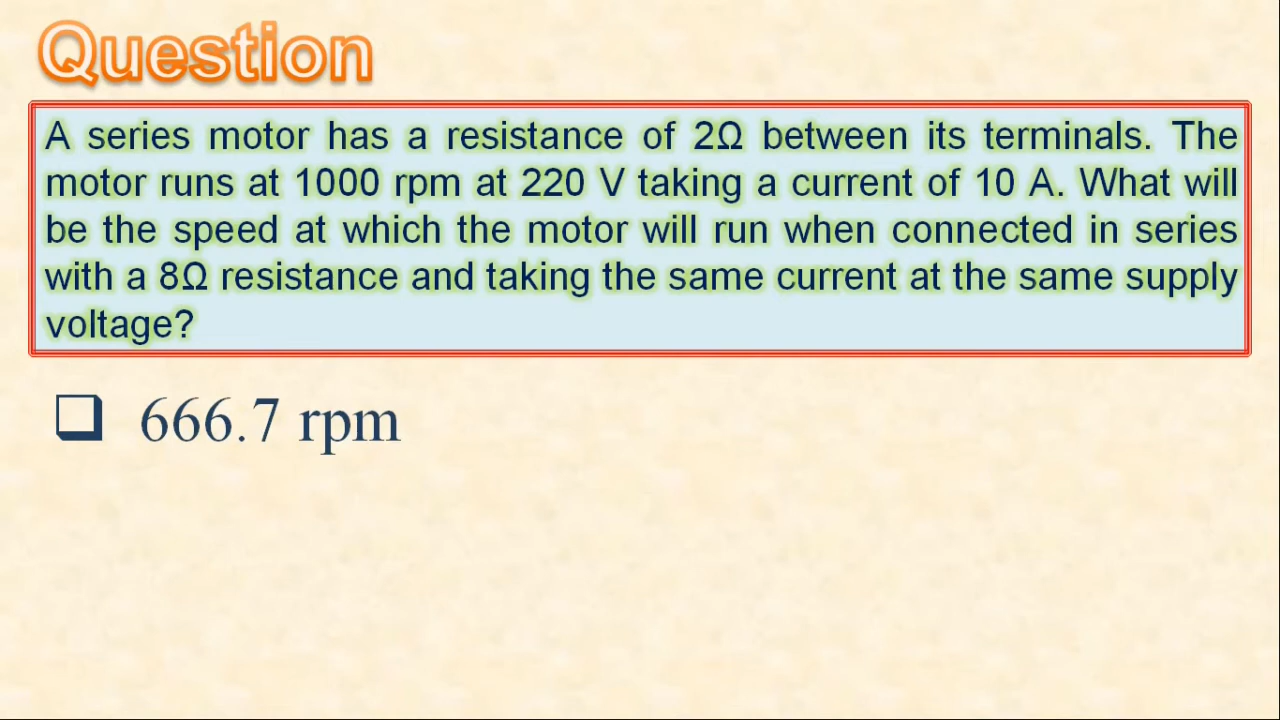 Question
A series motor has a resistance of 2Ω between its terminals. The
motor runs at 1000 rpm at 220 V taking a current of 10 A. What will
be the speed at which the motor will run when connected in series
with a 8Ω resistance and taking the same current at the same supply
voltage?
❑ 666.7 rpm